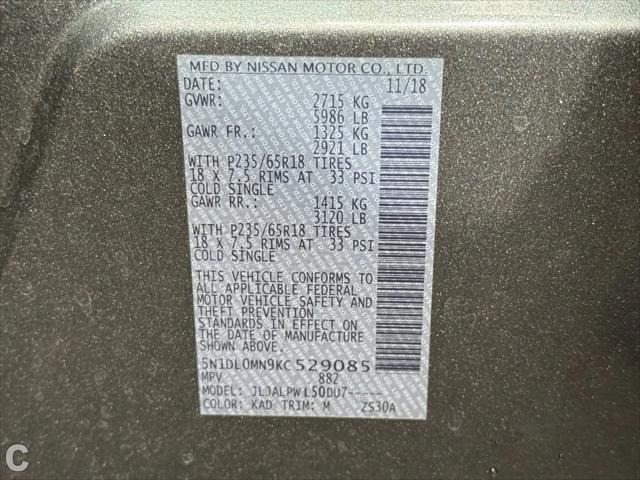 MFD BY NISSAN MOTOR CO., LTD.
DATE: 11/18
GVWR: 2715 KG
5986 LB
GAWR FR.: 1325 KG
2921 LB
WITH P235/65R18 TIRES
18 X 7.5 RIMS AT 33 PSI
COLD SINGLE
GAWR RR.: 1415 KG
3120 LB
WITH P235/65R18 TIRES
18 X 7.5 RIMS AT 33 PSI
COLD SINGLE
THIS VEHICLE CONFORMS TO
ALL APPLICABLE FEDERAL
MOTOR VEHICLE SAFETY AND
THEFT PREVENTION
STANDARDS IN EFFECT ON
THE DATE OF MANUFACTURE
SHOWN ABOVE.
5N1DL0MN9KC529085
MPV 882
MODEL: JLJALPWL50DU7-----
COLOR: KAD TRIM: M ZS30A
C